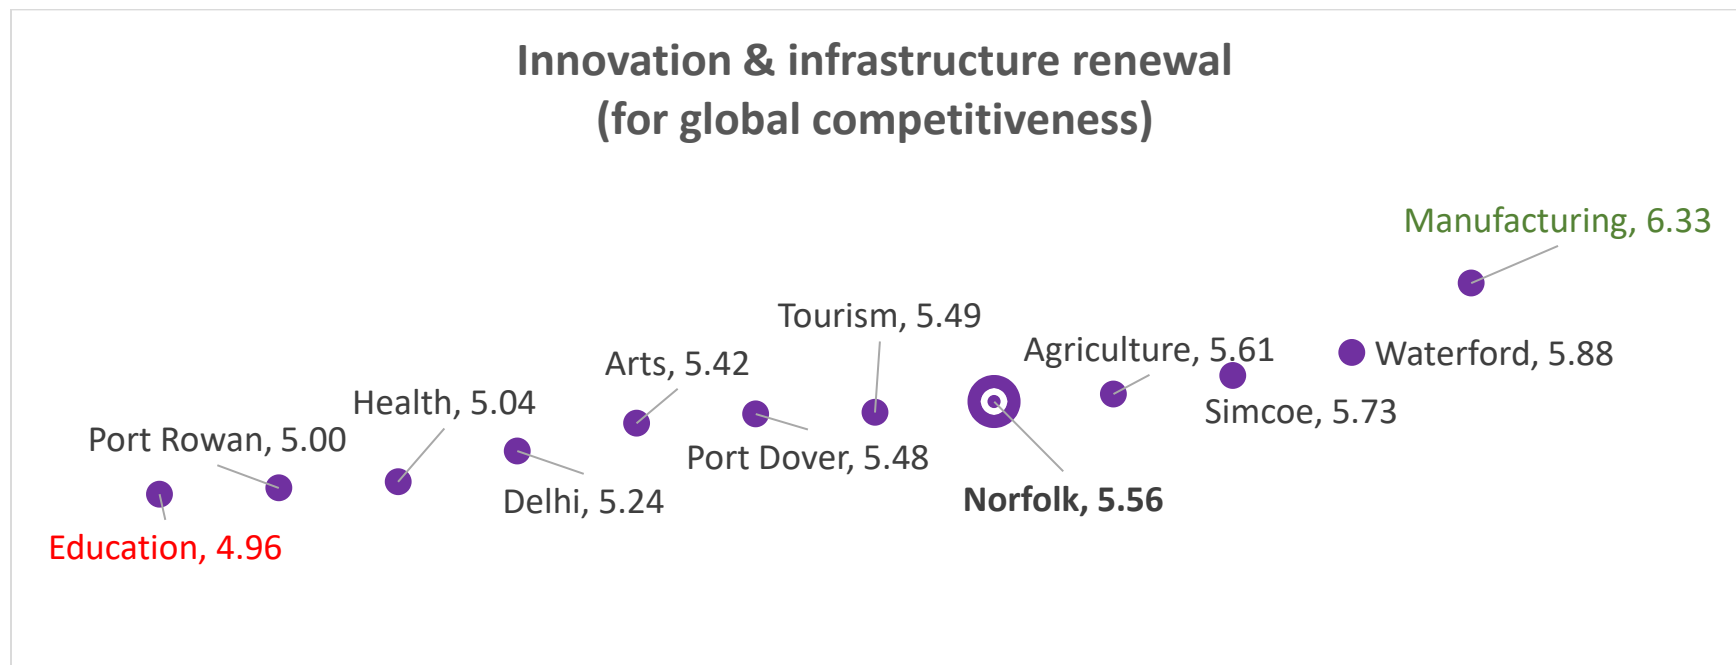 Innovation & infrastructure renewal
(for global competitiveness)
Manufacturing, 6.33
Tourism, 5.49
Agriculture, 5.61
Waterford, 5.88
Arts, 5.42
Health, 5.04
Simcoe, 5.73
Port Rowan, 5.00
Port Dover, 5.48
Delhi, 5.24
Norfolk, 5.56
Education, 4.96